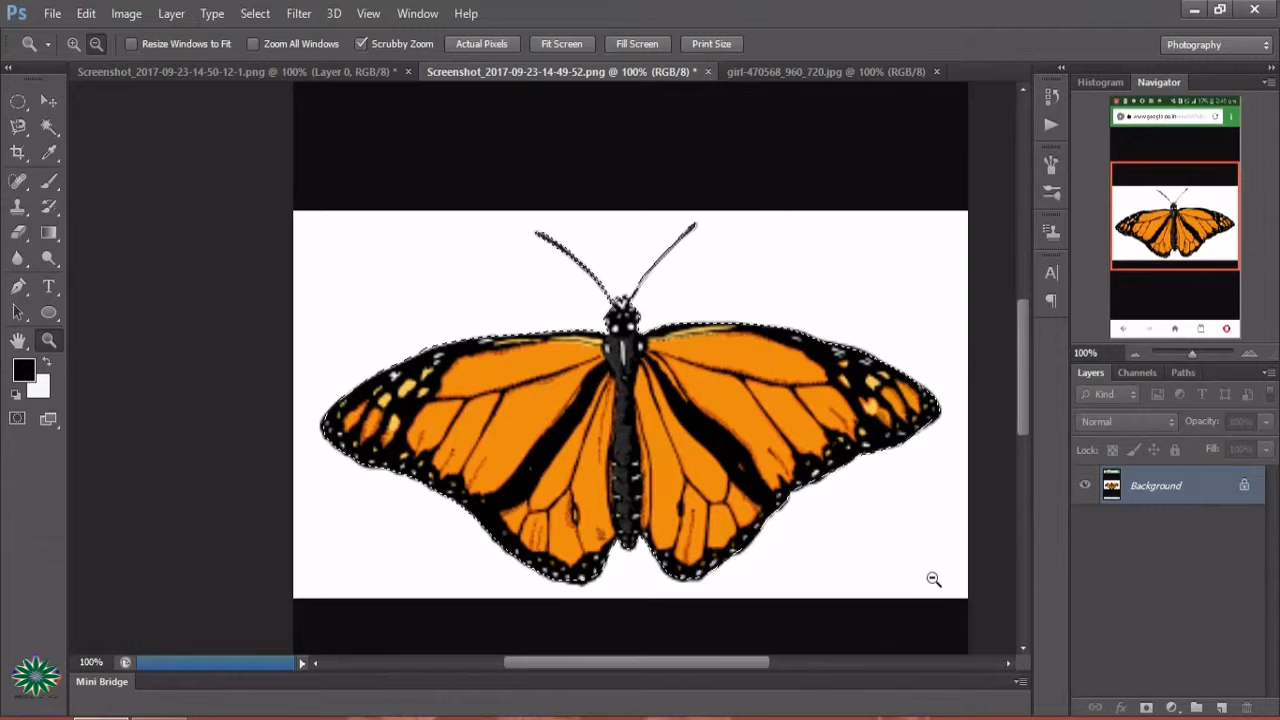 Ps File Edit Image Layer Type Select Filter 3D View Window Help
Resize Windows to Fit Zoom All Windows Scrubby Zoom Actual Pixels Fit Screen Fill Screen Print Size Photography
Screenshot_2017-09-23-14-50-12-1.png @ 100% (Layer 0, RGB/8) * × Screenshot_2017-09-23-14-49-52.png @ 100% (RGB/8) * × girl-470568_960_720.jpg @ 100% (RGB/8) ×
Histogram Navigator
100%
Layers Channels Paths
Kind
Normal Opacity: 100%
Lock: Fill: 100%
Background
100%
Mini Bridge